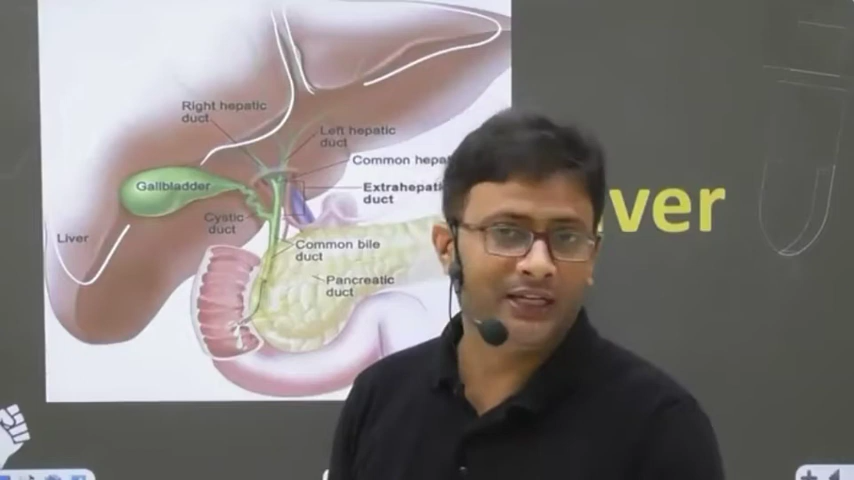 Right hepatic
duct
Left hepatic
duct
Common hepa
Gallbladder
Extrahepati
duct
Cystic
duct
Liver
Common bile
duct
Pancreatic
duct
ver